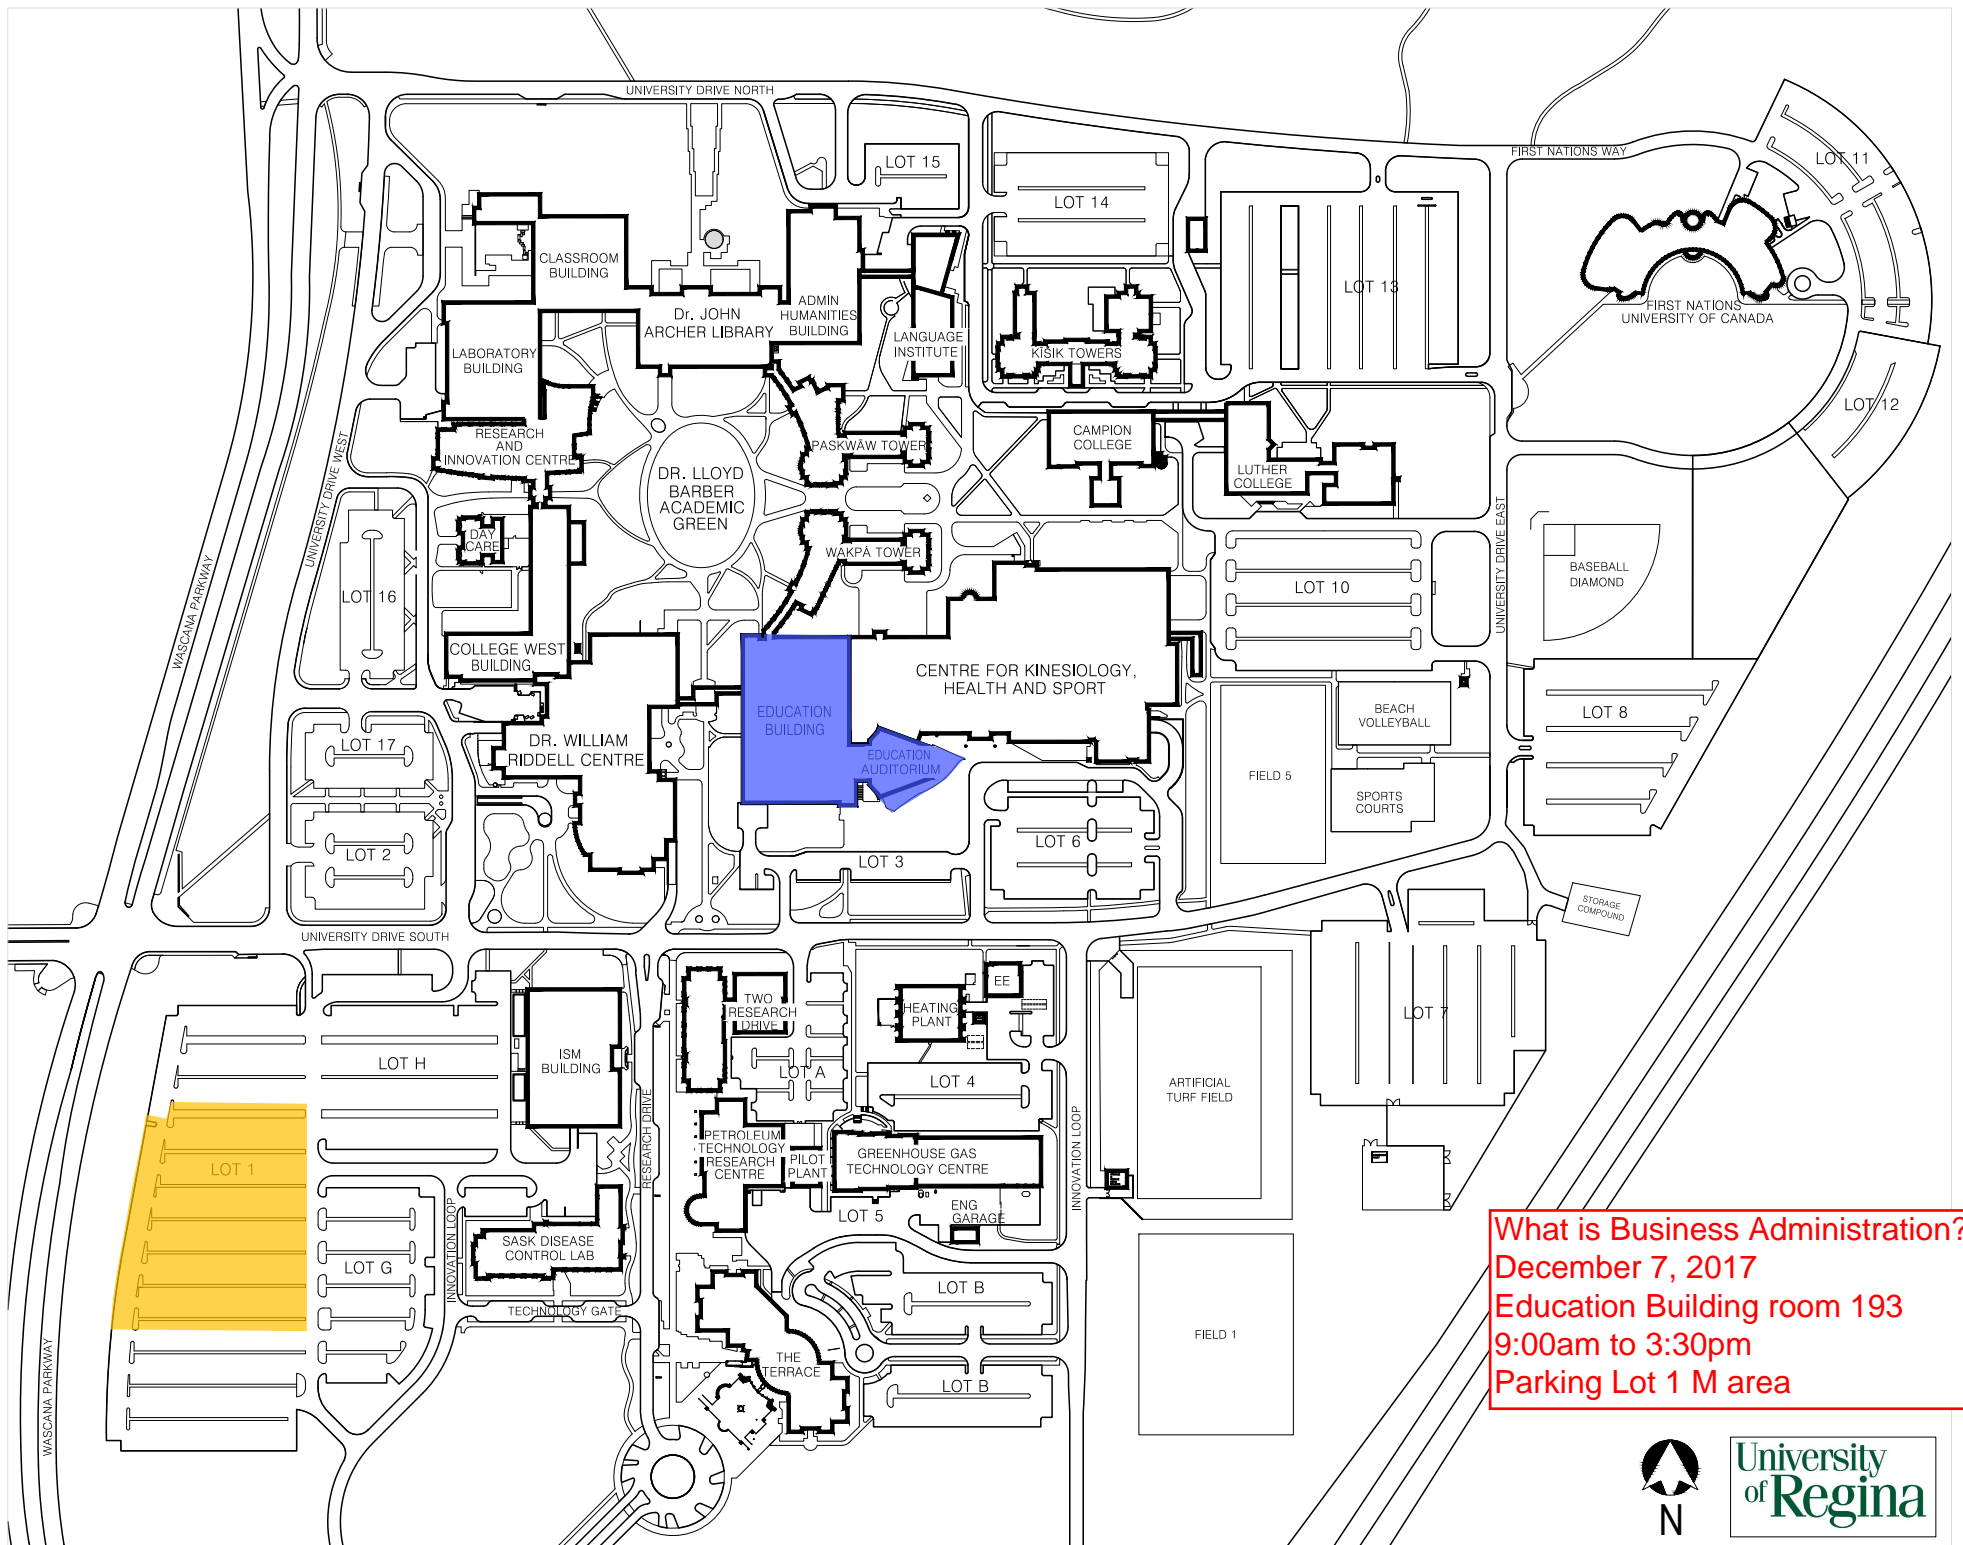 UNIVERSITY DRIVE NORTH
FIRST NATIONS WAY
LOT 11
LOT 15
LOT 14
CLASSROOM
BUILDING
LOT 13
ADMIN
HUMANITIES
BUILDING
Dr. JOHN
ARCHER LIBRARY
FIRST NATIONS
UNIVERSITY OF CANADA
LANGUAGE
INSTITUTE
KĪSIK TOWERS
LABORATORY
BUILDING
LOT 12
RESEARCH
AND
INNOVATION CENTRE
PASKWĀW TOWER
CAMPION
COLLEGE
LUTHER
COLLEGE
UNIVERSITY DRIVE WEST
DR. LLOYD
BARBER
ACADEMIC
GREEN
DAY
CARE
WAKPÁ TOWER
UNIVERSITY DRIVE EAST
BASEBALL
DIAMOND
LOT 16
LOT 10
WASCANA PARKWAY
COLLEGE WEST
BUILDING
CENTRE FOR KINESIOLOGY,
HEALTH AND SPORT
EDUCATION
BUILDING
BEACH
VOLLEYBALL
LOT 8
LOT 17
DR. WILLIAM
RIDDELL CENTRE
EDUCATION
AUDITORIUM
FIELD 5
SPORTS
COURTS
LOT 2
LOT 3
LOT 6
STORAGE
COMPOUND
UNIVERSITY DRIVE SOUTH
TWO
RESEARCH
DRIVE
EE
HEATING
PLANT
LOT 7
LOT H
ISM
BUILDING
LOT A
LOT 4
ARTIFICIAL
TURF FIELD
RESEARCH DRIVE
INNOVATION LOOP
PETROLEUM
TECHNOLOGY
RESEARCH
CENTRE
PILOT
PLANT
GREENHOUSE GAS
TECHNOLOGY CENTRE
LOT 1
LOT 5
ENG
GARAGE
INNOVATION LOOP
SASK DISEASE
CONTROL LAB
LOT G
LOT B
TECHNOLOGY GATE
FIELD 1
THE
TERRACE
LOT B
WASCANA PARKWAY
What is Business Administration?
December 7, 2017
Education Building room 193
9:00am to 3:30pm
Parking Lot 1 M area
N
University
of Regina